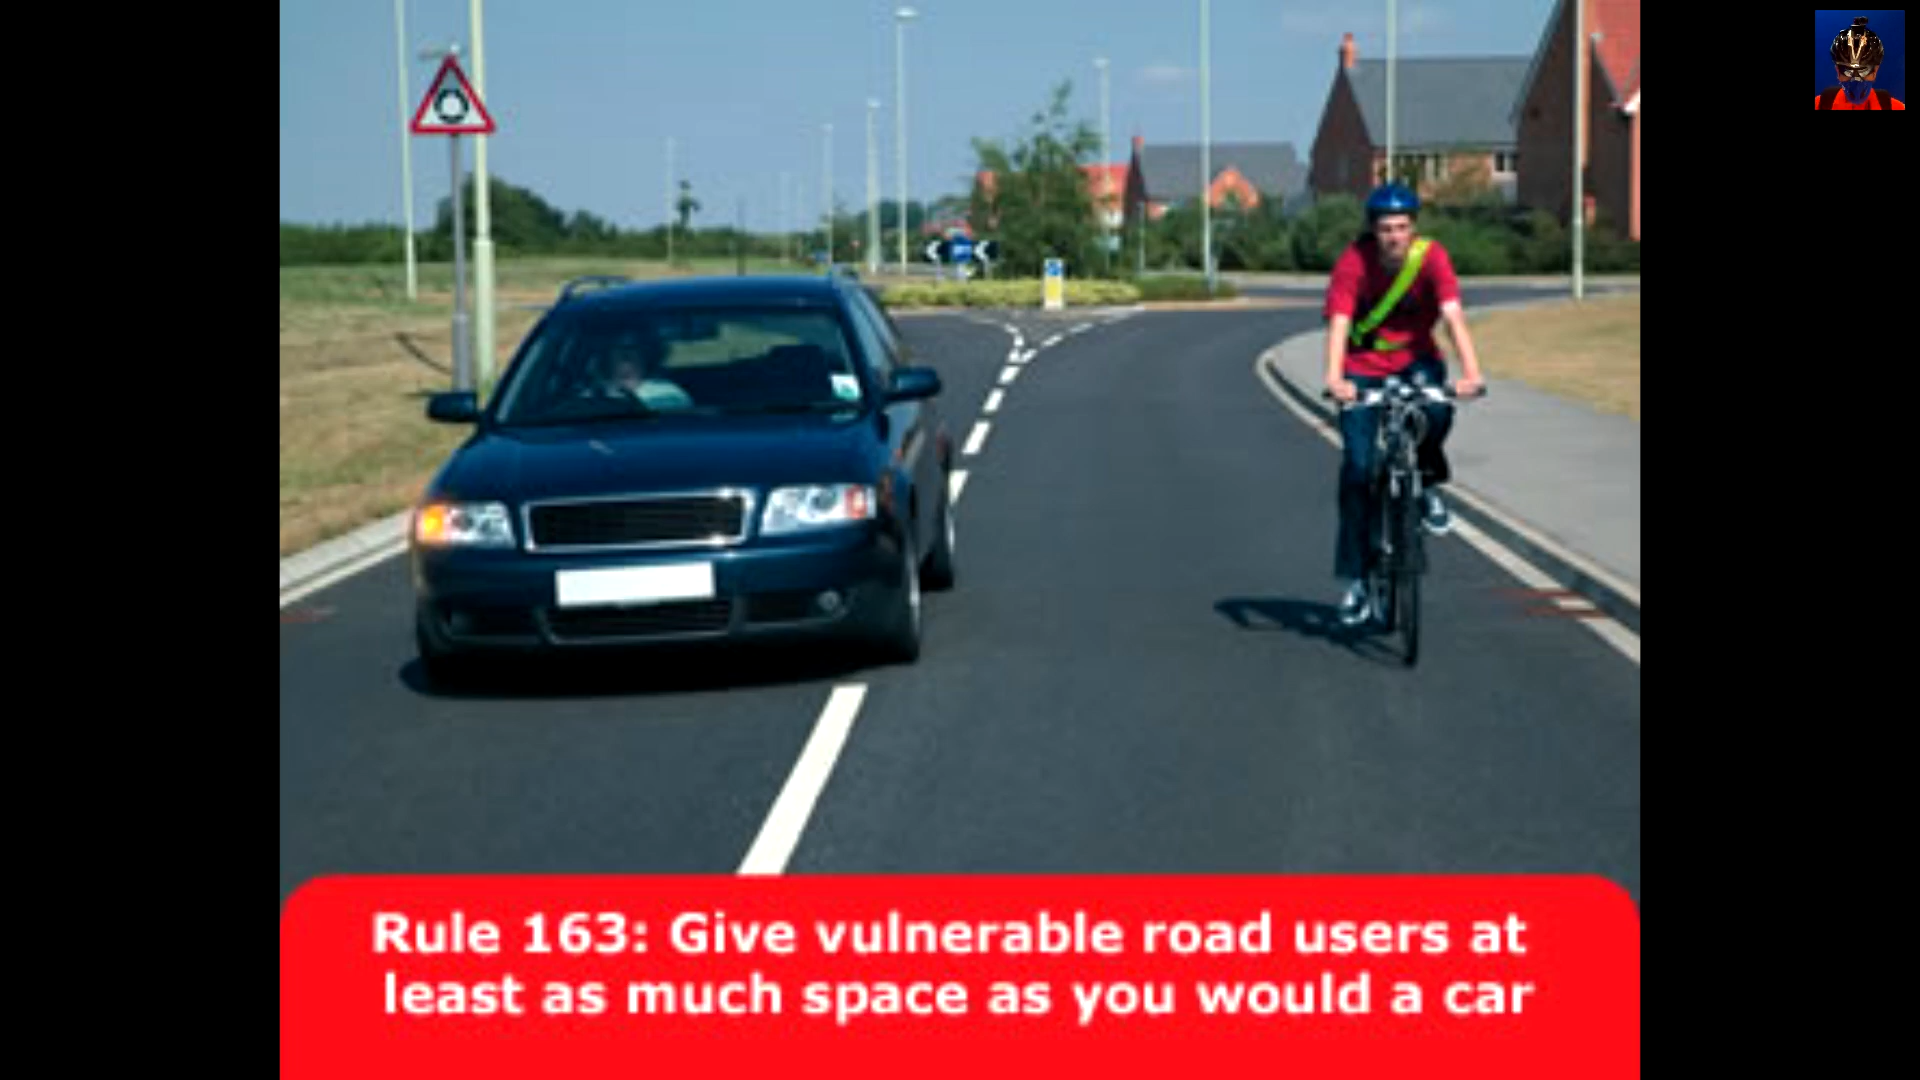 Rule 163: Give vulnerable road users at
least as much space as you would a car